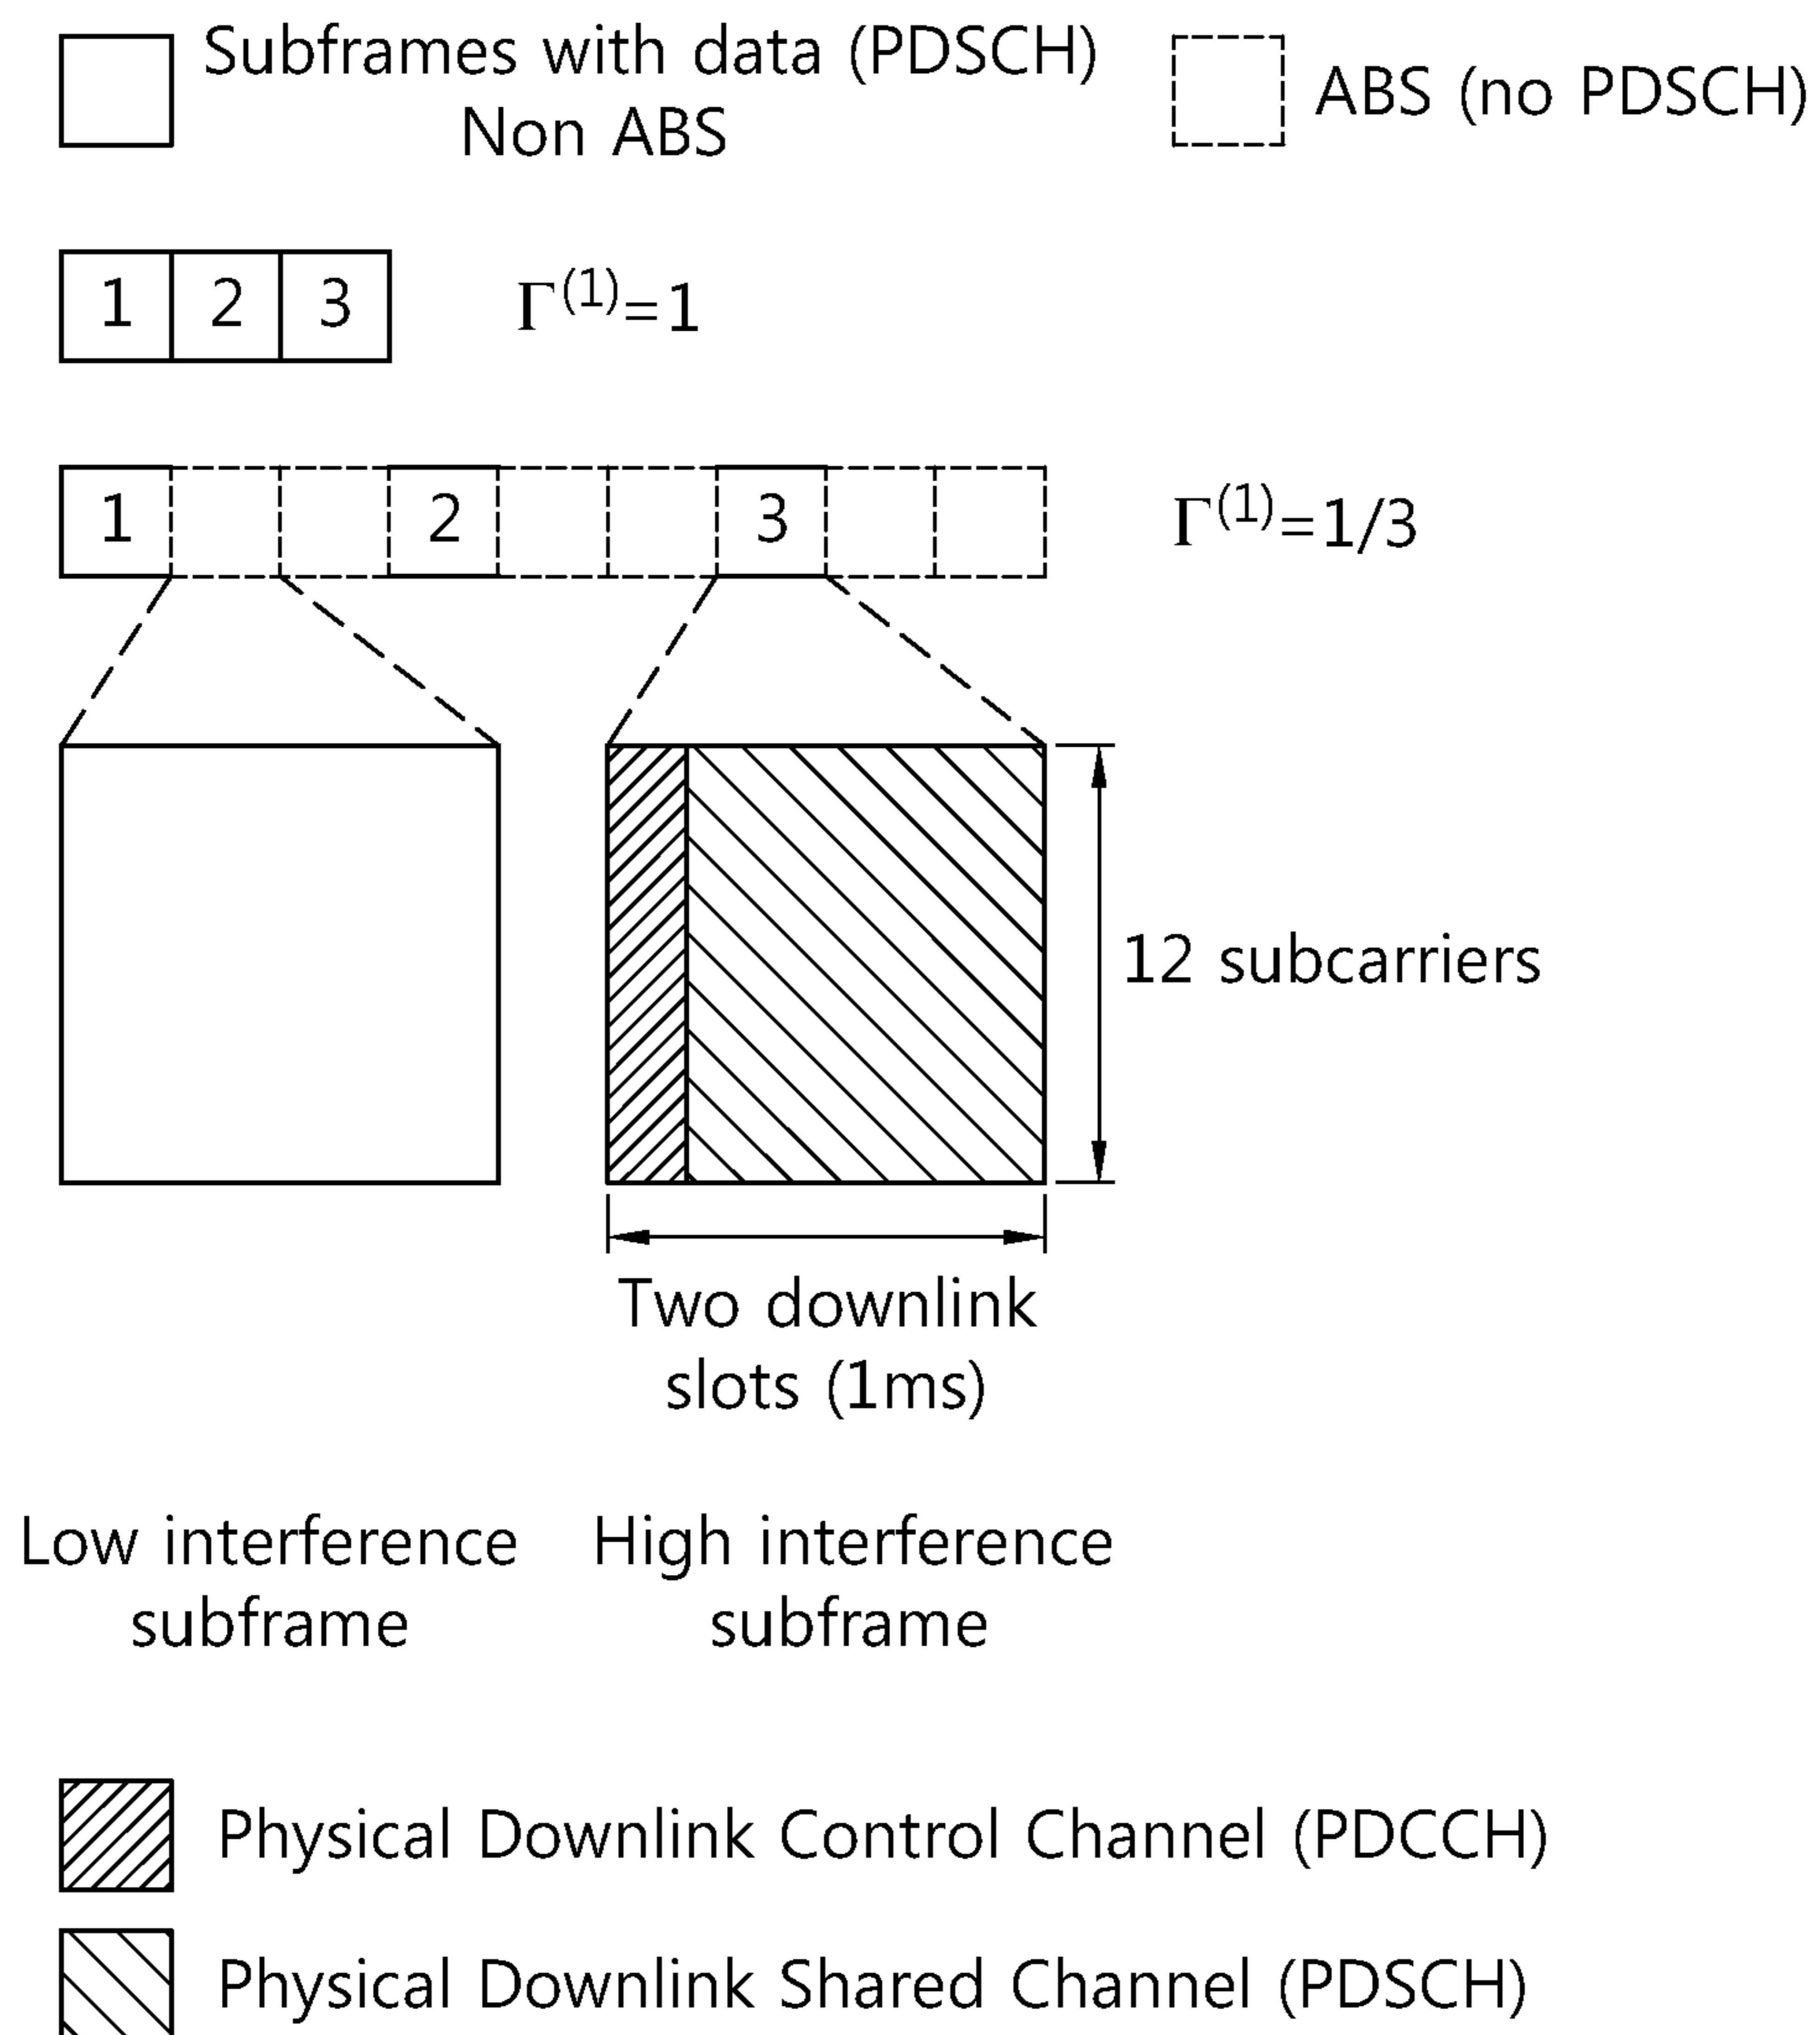 Subframes with data (PDSCH)
Non ABS
ABS (no PDSCH)
1 2 3 Γ⁽¹⁾=1
1 2 3 Γ⁽¹⁾=1/3
12 subcarriers
Two downlink
slots (1ms)
Low interference
subframe
High interference
subframe
Physical Downlink Control Channel (PDCCH)
Physical Downlink Shared Channel (PDSCH)